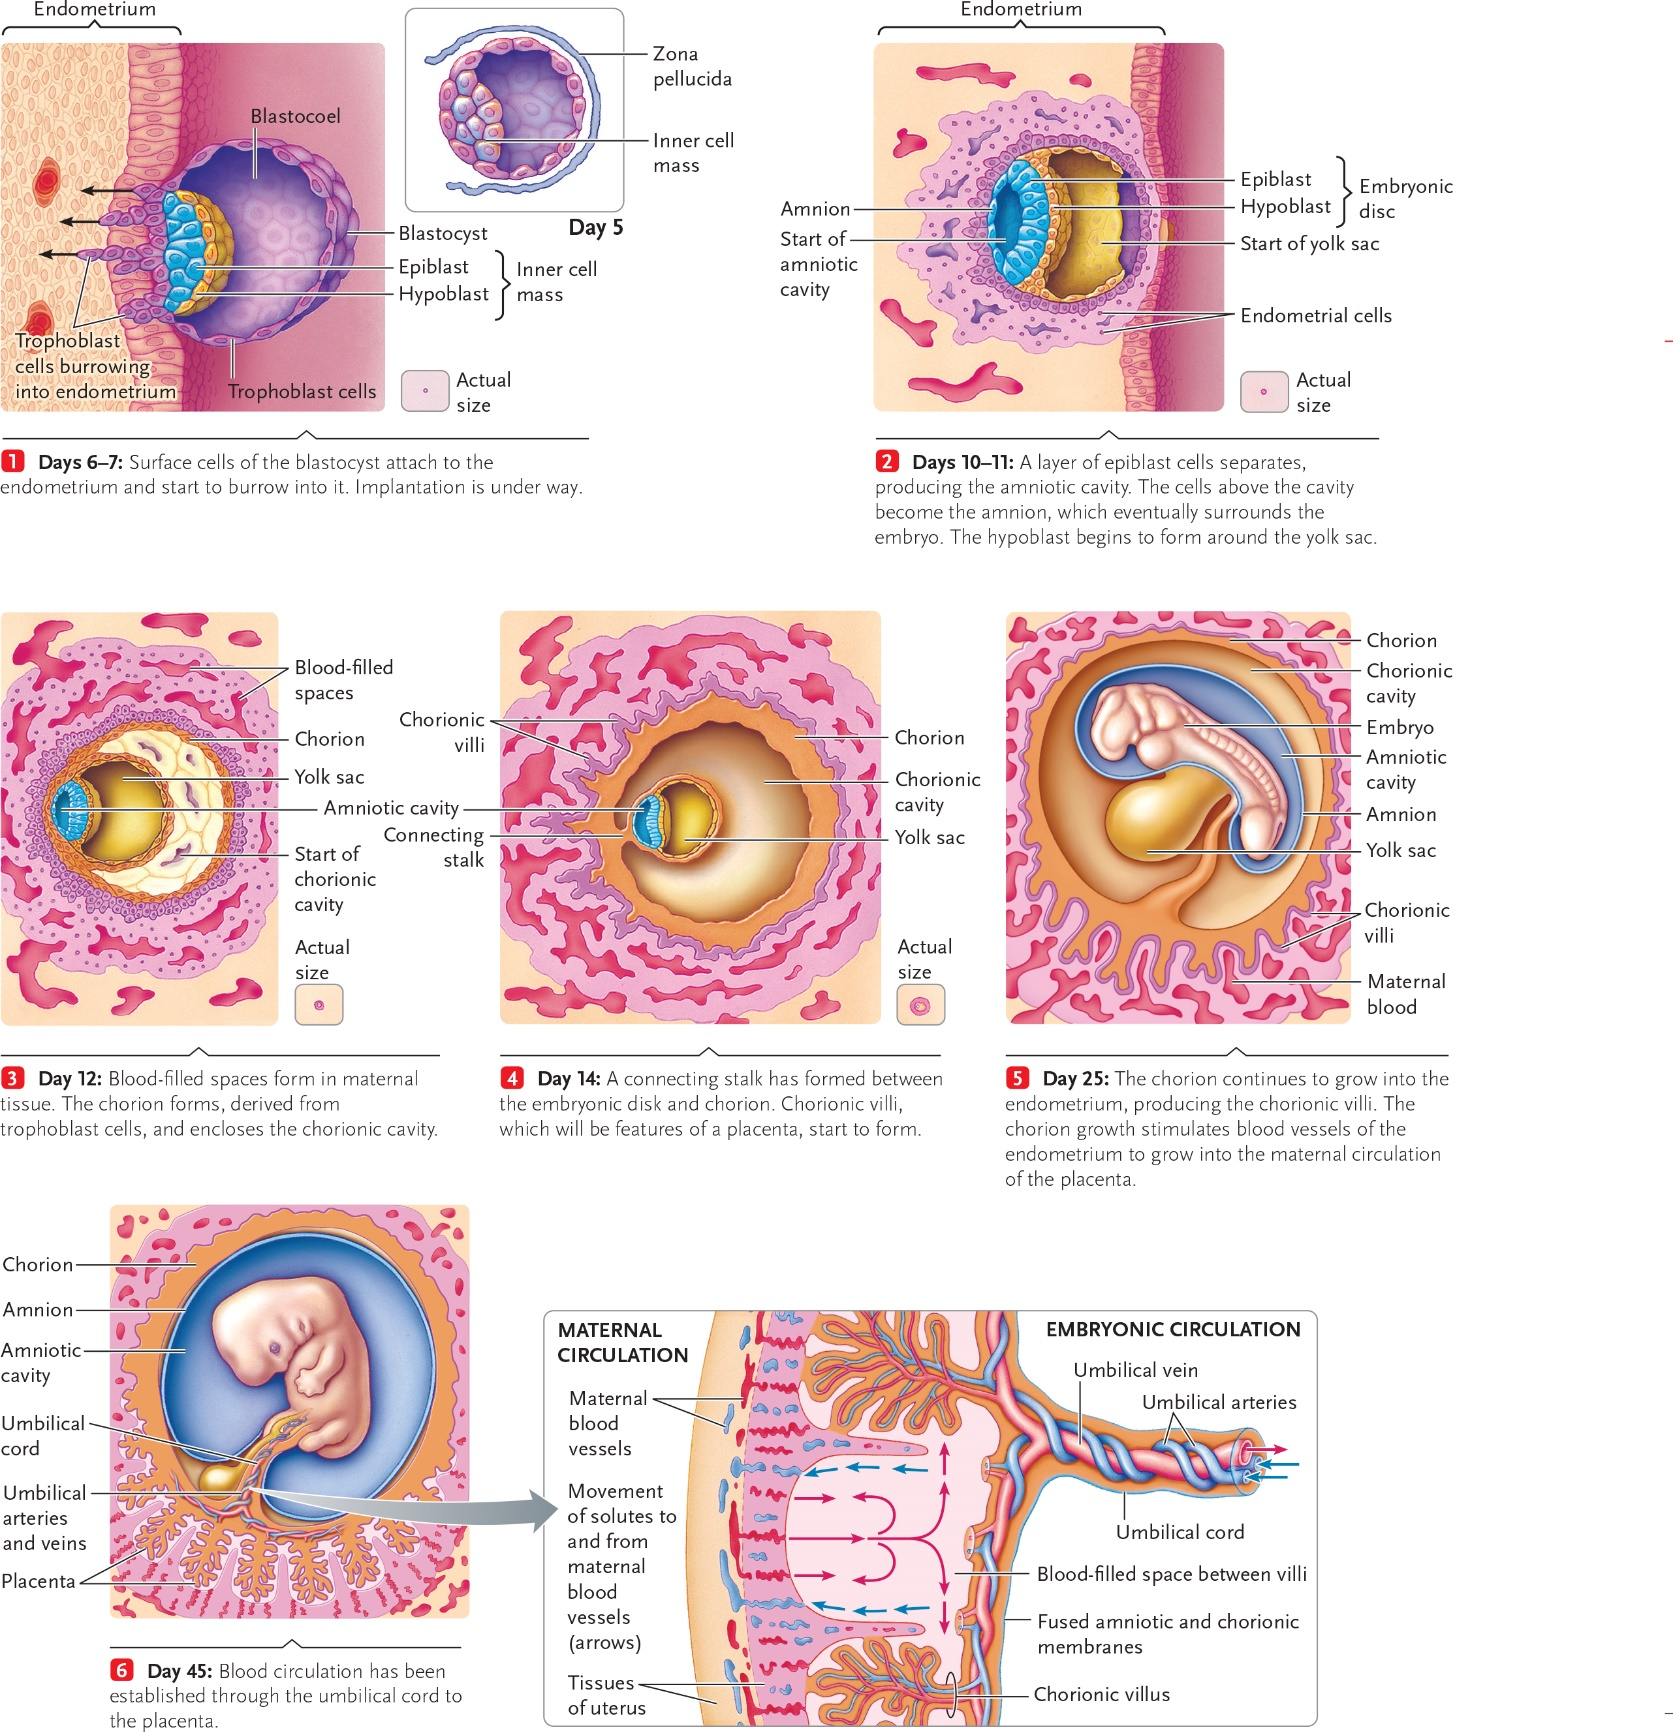 Endometrium
Blastocoel
Blastocyst
Epiblast
Hypoblast
Inner cell
mass
Trophoblast
cells burrowing
into endometrium
Trophoblast cells
Actual
size
Zona
pellucida
Inner cell
mass
Day 5
1 Days 6–7: Surface cells of the blastocyst attach to the
endometrium and start to burrow into it. Implantation is under way.
Endometrium
Amnion
Start of
amniotic
cavity
Epiblast
Hypoblast
Embryonic
disc
Start of yolk sac
Endometrial cells
Actual
size
2 Days 10–11: A layer of epiblast cells separates,
producing the amniotic cavity. The cells above the cavity
become the amnion, which eventually surrounds the
embryo. The hypoblast begins to form around the yolk sac.
Blood-filled
spaces
Chorion
Yolk sac
Amniotic cavity
Start of
chorionic
cavity
Actual
size
3 Day 12: Blood-filled spaces form in maternal
tissue. The chorion forms, derived from
trophoblast cells, and encloses the chorionic cavity.
Chorionic
villi
Connecting
stalk
Chorion
Chorionic
cavity
Yolk sac
Actual
size
4 Day 14: A connecting stalk has formed between
the embryonic disk and chorion. Chorionic villi,
which will be features of a placenta, start to form.
Chorion
Chorionic
cavity
Embryo
Amniotic
cavity
Amnion
Yolk sac
Chorionic
villi
Maternal
blood
5 Day 25: The chorion continues to grow into the
endometrium, producing the chorionic villi. The
chorion growth stimulates blood vessels of the
endometrium to grow into the maternal circulation
of the placenta.
Chorion
Amnion
Amniotic
cavity
Umbilical
cord
Umbilical
arteries
and veins
Placenta
6 Day 45: Blood circulation has been
established through the umbilical cord to
the placenta.
MATERNAL
CIRCULATION
Maternal
blood
vessels
Movement
of solutes to
and from
maternal
blood
vessels
(arrows)
Tissues
of uterus
EMBRYONIC CIRCULATION
Umbilical vein
Umbilical arteries
Umbilical cord
Blood-filled space between villi
Fused amniotic and chorionic
membranes
Chorionic villus